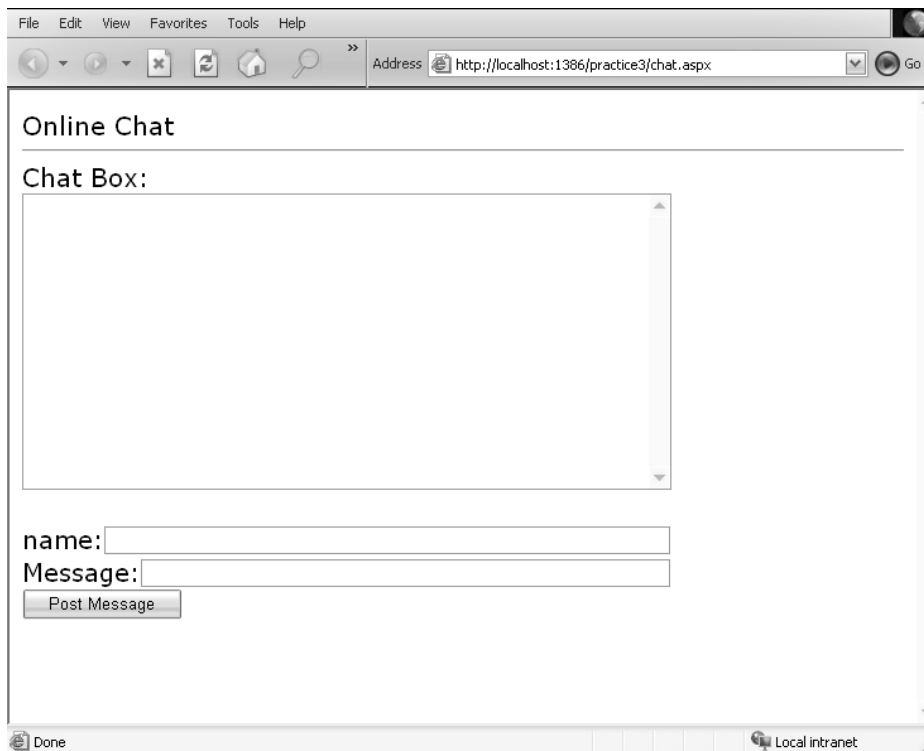 File Edit View Favorites Tools Help
» Address http://localhost:1386/practice3/chat.aspx Go
Online Chat
Chat Box:
name:
Message:
Post Message
Done Local intranet